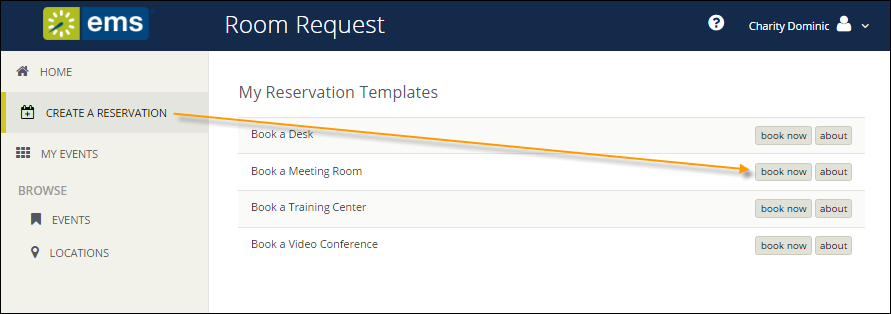 ems Room Request ? Charity Dominic
HOME
CREATE A RESERVATION
MY EVENTS
BROWSE
EVENTS
LOCATIONS
My Reservation Templates
Book a Desk book now about
Book a Meeting Room book now about
Book a Training Center book now about
Book a Video Conference book now about